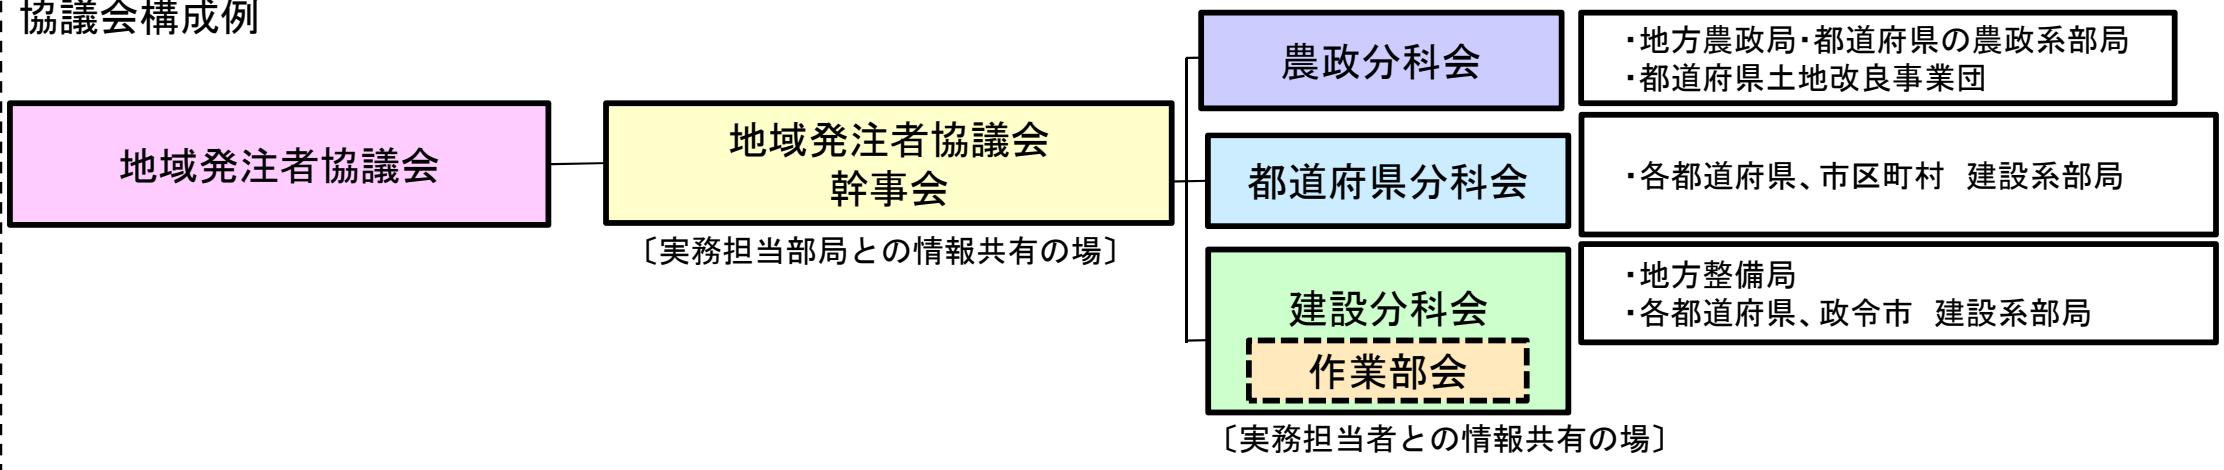 協議会構成例
地域発注者協議会
地域発注者協議会
幹事会
〔実務担当部局との情報共有の場〕
農政分科会
・地方農政局・都道府県の農政系部局
・都道府県土地改良事業団
都道府県分科会
・各都道府県、市区町村　建設系部局
建設分科会
作業部会
・地方整備局
・各都道府県、政令市　建設系部局
〔実務担当者との情報共有の場〕